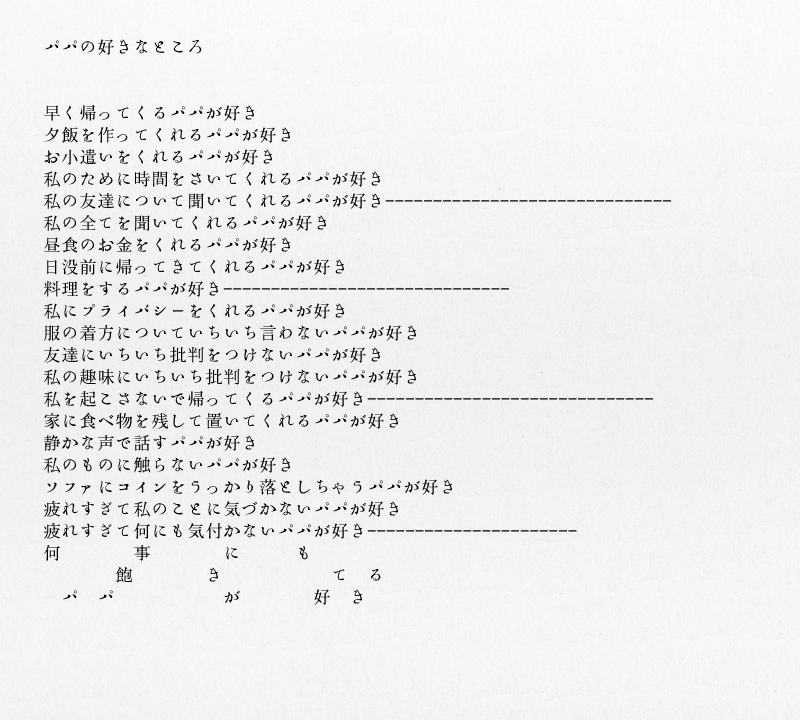 パパの好きなところ
早く帰ってくるパパが好き
夕飯を作ってくれるパパが好き
お小遣いをくれるパパが好き
私のために時間をさいてくれるパパが好き
私の友達について聞いてくれるパパが好き------------------------------
私の全てを聞いてくれるパパが好き
昼食のお金をくれるパパが好き
日没前に帰ってきてくれるパパが好き
料理をするパパが好き------------------------------
私にプライバシーをくれるパパが好き
服の着方についていちいち言わないパパが好き
友達にいちいち批判をつけないパパが好き
私の趣味にいちいち批判をつけないパパが好き
私を起こさないで帰ってくるパパが好き------------------------------
家に食べ物を残して置いてくれるパパが好き
静かな声で話すパパが好き
私のものに触らないパパが好き
ソファにコインをうっかり落としちゃうパパが好き
疲れすぎて私のことに気づかないパパが好き
疲れすぎて何にも気付かないパパが好き----------------------
何　　　　事　　　　に　　　も
　　　　飽　　　　き　　　　　　て　る
　パ　パ　　　　　　が　　　　好　き